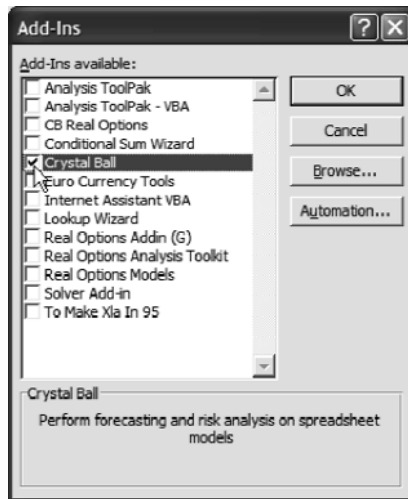 Add-Ins
Add-Ins available:
Analysis ToolPak
Analysis ToolPak - VBA
CB Real Options
Conditional Sum Wizard
Crystal Ball
Euro Currency Tools
Internet Assistant VBA
Lookup Wizard
Real Options Addin (G)
Real Options Analysis Toolkit
Real Options Models
Solver Add-in
To Make Xla In 95
OK
Cancel
Browse...
Automation...
Crystal Ball
Perform forecasting and risk analysis on spreadsheet
models